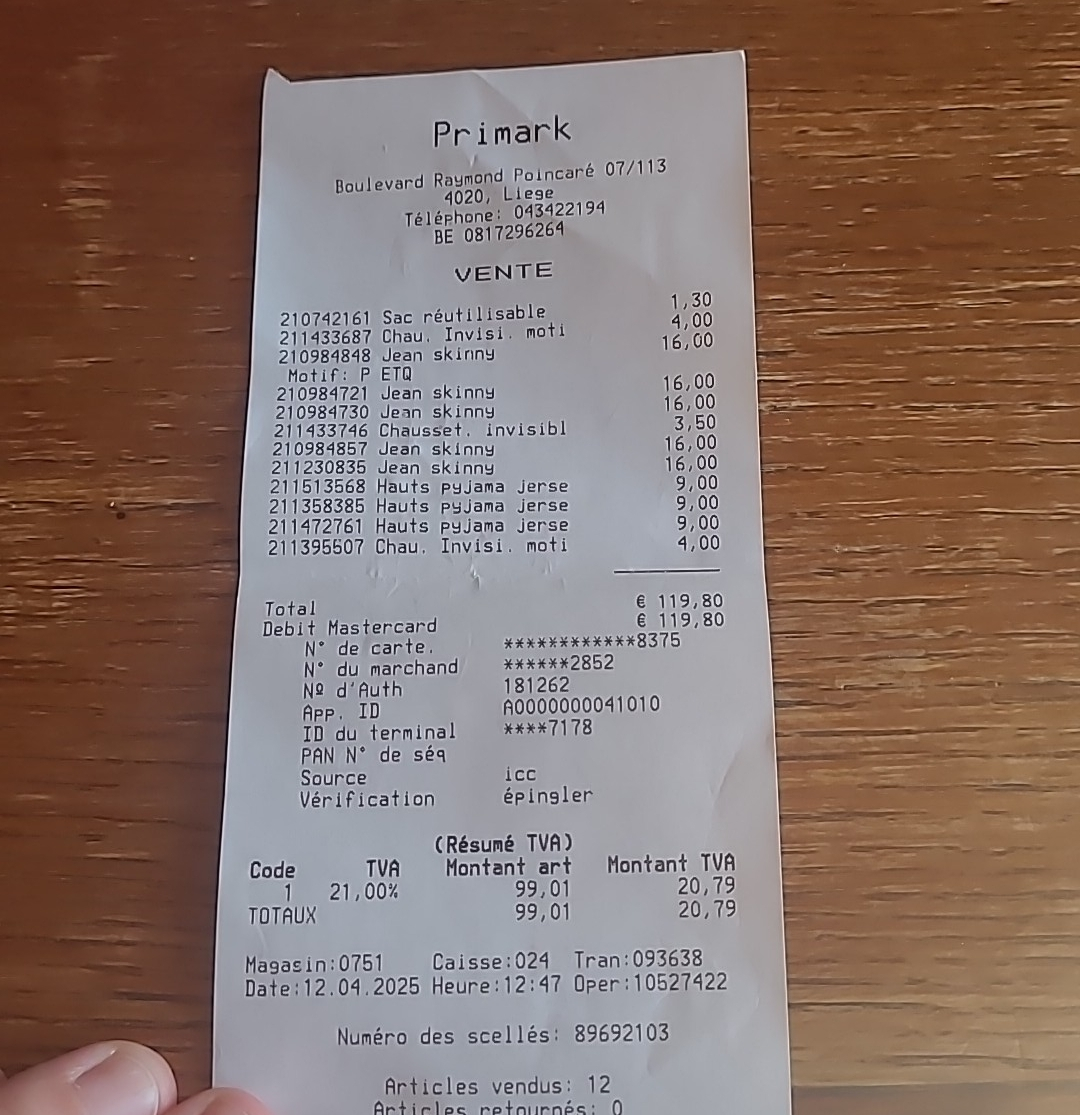 Primark
Boulevard Raymond Poincaré 07/113
4020, Liege
Téléphone: 043422194
BE 0817296264
VENTE
210742161 Sac réutilisable 1,30
211433687 Chau. Invisi. moti 4,00
210984848 Jean skinny 16,00
Motif: P ETQ
210984721 Jean skinny 16,00
210984730 Jean skinny 16,00
211433746 Chausset. invisibl 3,50
210984857 Jean skinny 16,00
211230835 Jean skinny 16,00
211513568 Hauts pyjama jerse 9,00
211358385 Hauts pyjama jerse 9,00
211472761 Hauts pyjama jerse 9,00
211395507 Chau. Invisi. moti 4,00
Total € 119,80
Debit Mastercard € 119,80
N° de carte. ************8375
N° du marchand ******2852
Nº d'Auth 181262
App. ID A0000000041010
ID du terminal ****7178
PAN N° de séq
Source icc
Vérification épingler
(Résumé TVA)
Code TVA Montant art Montant TVA
1 21,00% 99,01 20,79
TOTAUX 99,01 20,79
Magasin:0751 Caisse:024 Tran:093638
Date:12.04.2025 Heure:12:47 Oper:10527422
Numéro des scellés: 89692103
Articles vendus: 12
Articles retournés: 0